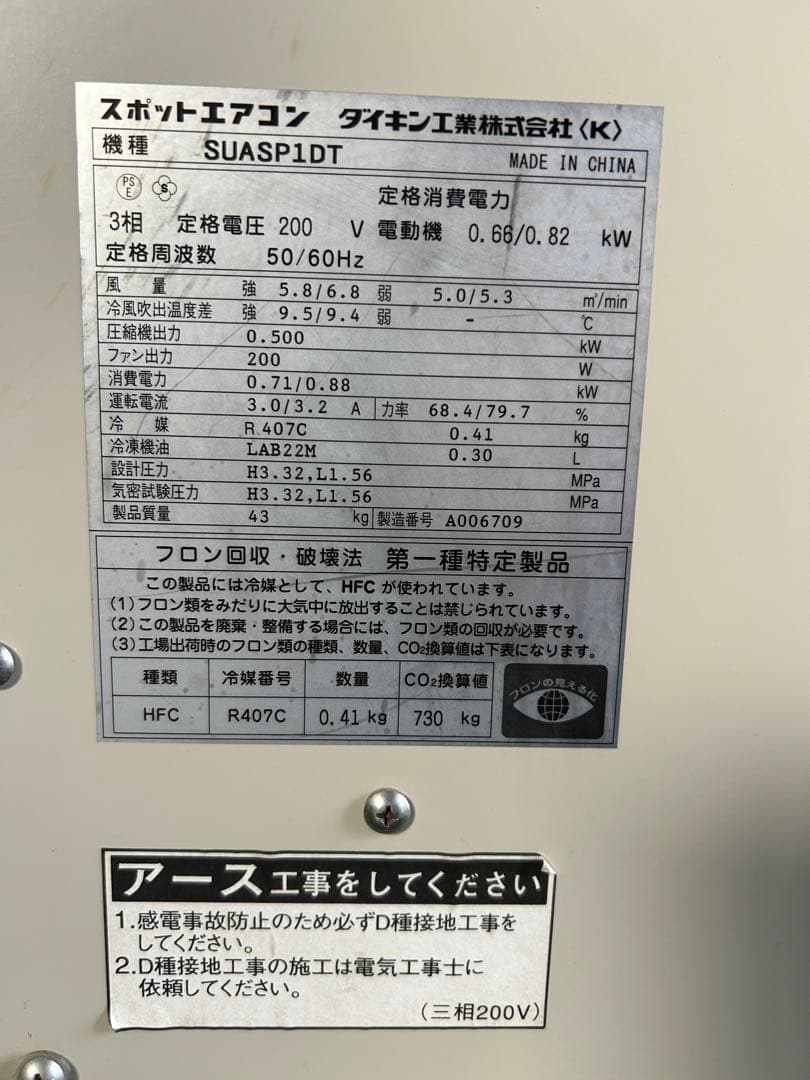 スポットエアコン ダイキン工業株式会社〈K〉
機種 SUASP1DT MADE IN CHINA
PS E S 定格消費電力
3相 定格電圧 200 V 電動機 0.66/0.82 kW
定格周波数 50/60Hz
風量 強 5.8/6.8 弱 5.0/5.3 m³/min
冷風吹出温度差 強 9.5/9.4 弱 - ℃
圧縮機出力 0.500 kW
ファン出力 200 W
消費電力 0.71/0.88 kW
運転電流 3.0/3.2 A 力率 68.4/79.7 %
冷媒 R407C 0.41 kg
冷凍機油 LAB22M 0.30 L
設計圧力 H3.32,L1.56 MPa
気密試験圧力 H3.32,L1.56 MPa
製品質量 43 kg 製造番号 A006709
フロン回収・破壊法 第一種特定製品
この製品には冷媒として、HFCが使われています。
(1)フロン類をみだりに大気中に放出することは禁じられています。
(2)この製品を廃棄・整備する場合には、フロン類の回収が必要です。
(3)工場出荷時のフロン類の種類、数量、CO₂換算値は下表になります。
種類 冷媒番号 数量 CO₂換算値
HFC R407C 0.41 kg 730 kg
フロンの見える化
アース工事をしてください
1.感電事故防止のため必ずD種接地工事を
してください。
2.D種接地工事の施工は電気工事士に
依頼してください。
(三相200V)